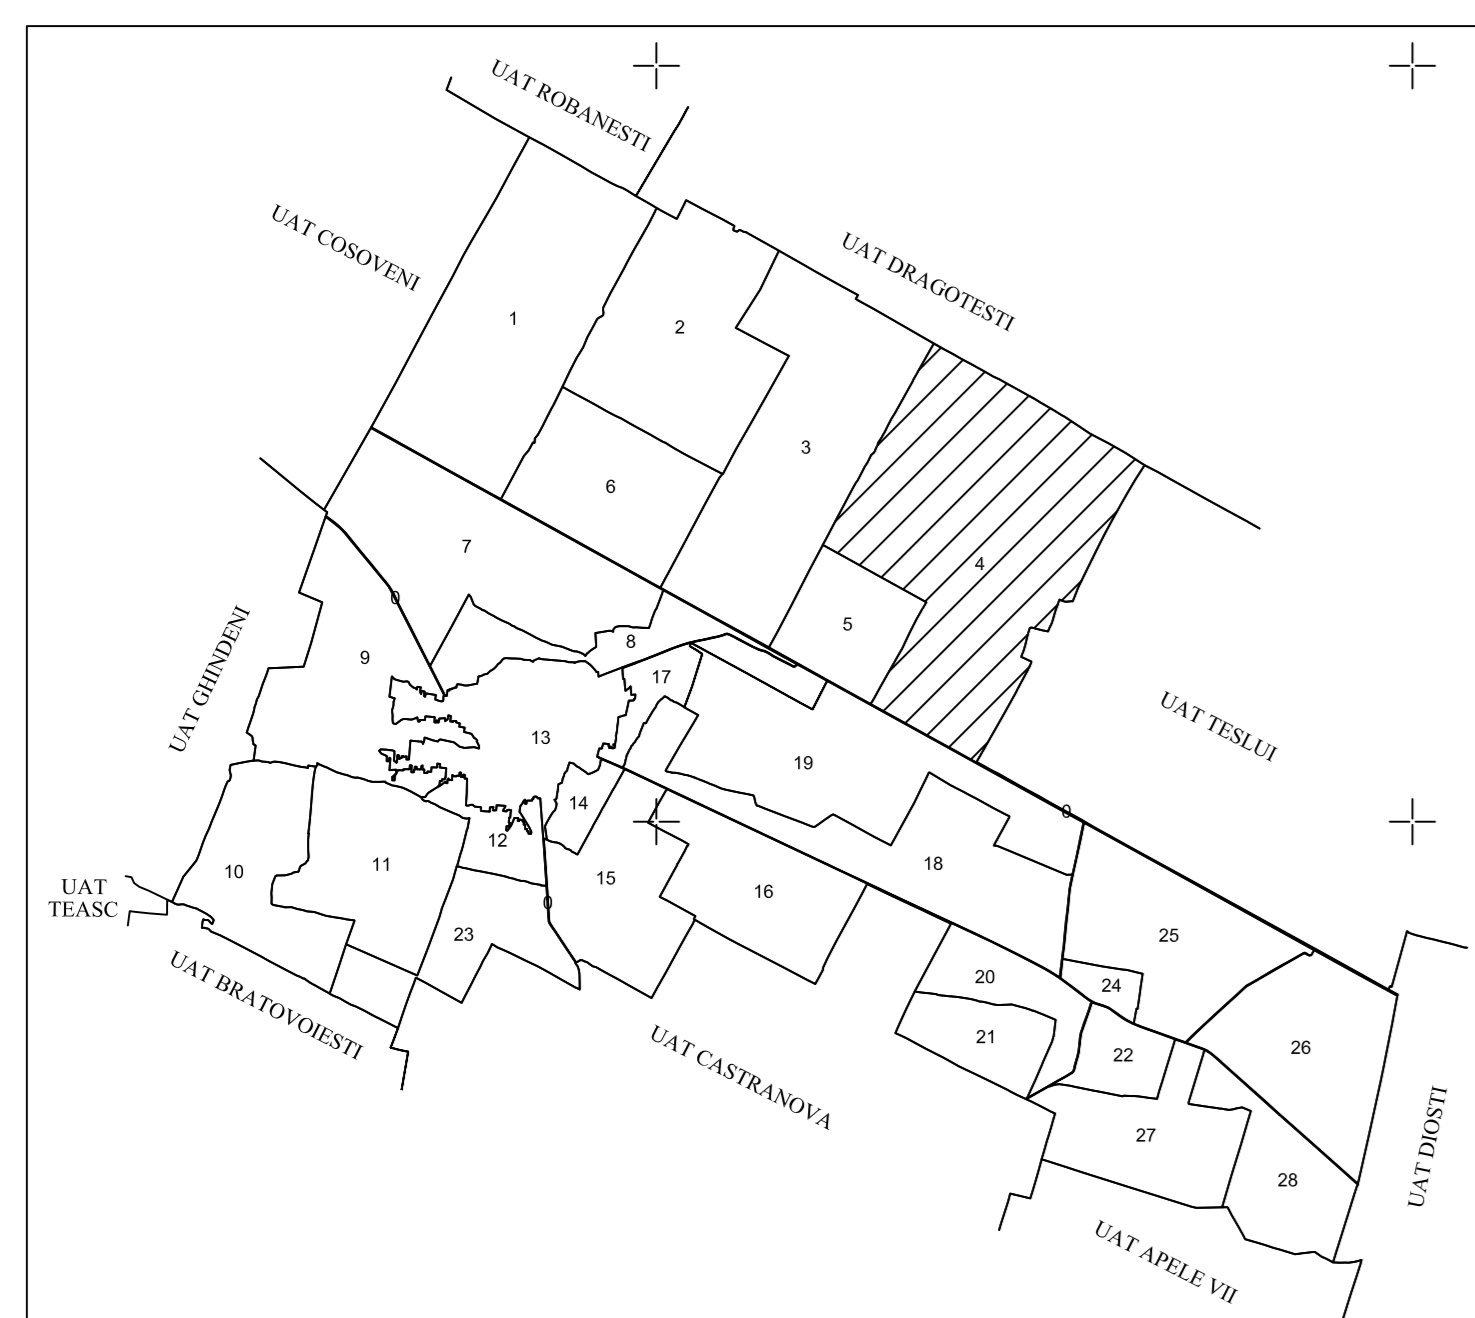 UAT ROBANESTI
UAT COSOVENI
UAT DRAGOTESTI
1
2
3
6
4
7
5
0
8
9
17
UAT GHINDENI
13
UAT TESLUI
19
14
0
12
18
11
10
15
16
UAT
TEASC
0
23
25
20
24
UAT BRATOVOIESTI
21
26
22
UAT CASTRANOVA
27
28
UAT DIOSTI
UAT APELE VII